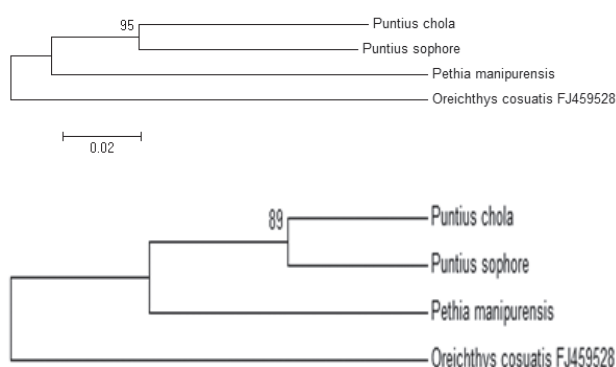 95
Puntius chola
Puntius sophore
Pethia manipurensis
Oreichthys cosuatis FJ459528
0.02
89
Puntius chola
Puntius sophore
Pethia manipurensis
Oreichthys cosuatis FJ459528